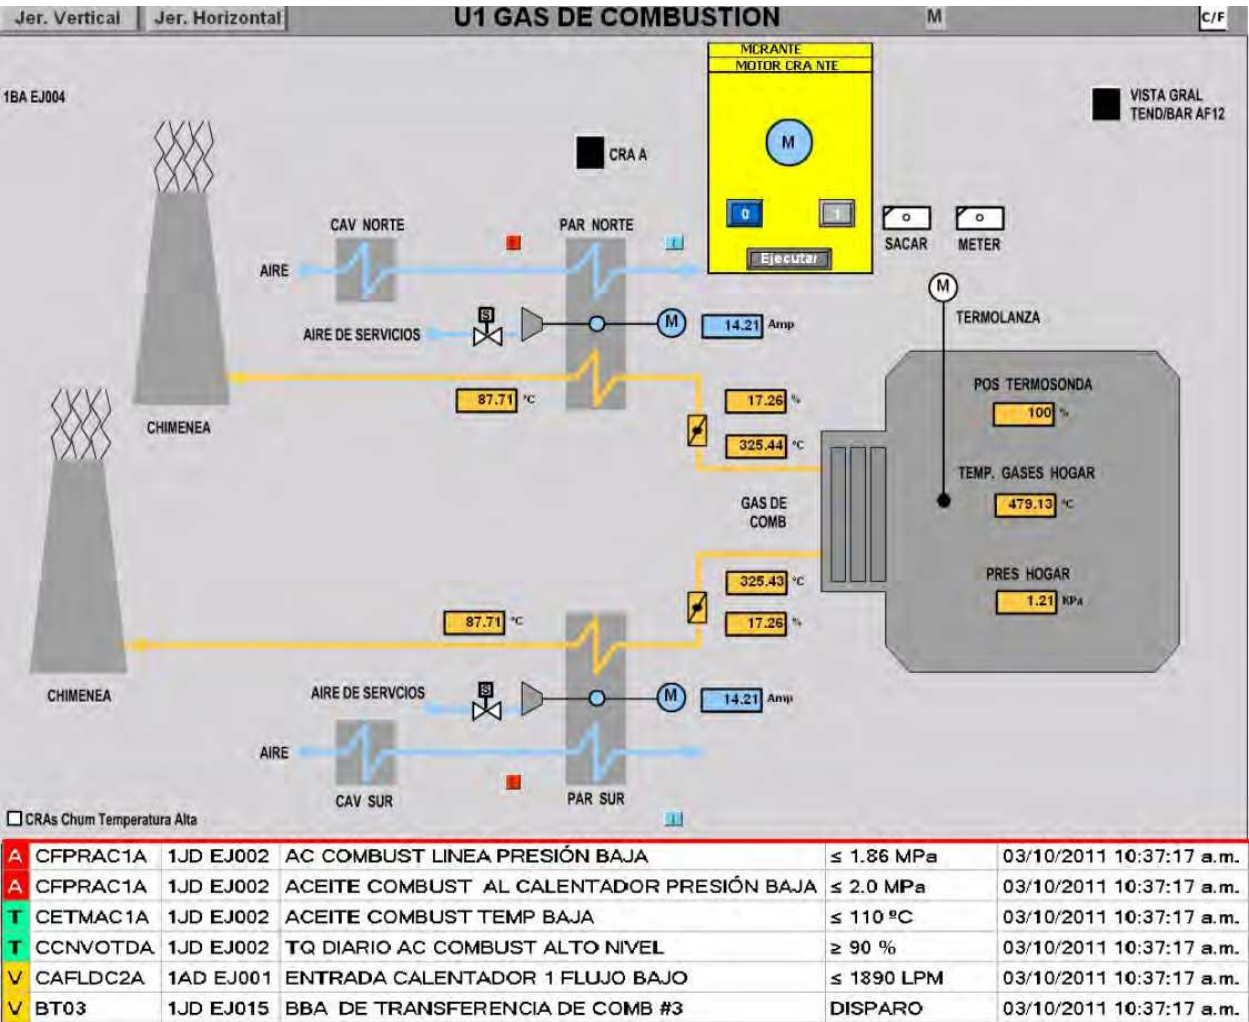 Jer. Vertical Jer. Horizontal U1 GAS DE COMBUSTION M C/F
MCRANTE
MOTOR CRA NTE
1BA EJ004
VISTA GRAL
TEND/BAR AF12
CRA A
M
CAV NORTE
PAR NORTE
0 1
SACAR METER
Ejecutar
AIRE
M
TERMOLANZA
AIRE DE SERVICIOS
S
M
14.21 Amp
POS TERMOSONDA
100 %
87.71 ºC
17.26 %
CHIMENEA
325.44 ºC
TEMP. GASES HOGAR
479.13 ºC
GAS DE
COMB
PRES HOGAR
1.21 KPa
325.43 ºC
87.71 ºC
17.26 %
CHIMENEA
AIRE DE SERVCIOS
S
M
14.21 Amp
AIRE
CAV SUR
PAR SUR
CRAs Chum Temperatura Alta
A CFPRAC1A 1JD EJ002 AC COMBUST LINEA PRESIÓN BAJA ≤ 1.86 MPa 03/10/2011 10:37:17 a.m.
A CFPRAC1A 1JD EJ002 ACEITE COMBUST AL CALENTADOR PRESIÓN BAJA ≤ 2.0 MPa 03/10/2011 10:37:17 a.m.
T CETMAC1A 1JD EJ002 ACEITE COMBUST TEMP BAJA ≤ 110 ºC 03/10/2011 10:37:17 a.m.
T CCNVOTDA 1JD EJ002 TQ DIARIO AC COMBUST ALTO NIVEL ≥ 90 % 03/10/2011 10:37:17 a.m.
V CAFLDC2A 1AD EJ001 ENTRADA CALENTADOR 1 FLUJO BAJO ≤ 1890 LPM 03/10/2011 10:37:17 a.m.
V BT03 1JD EJ015 BBA DE TRANSFERENCIA DE COMB #3 DISPARO 03/10/2011 10:37:17 a.m.